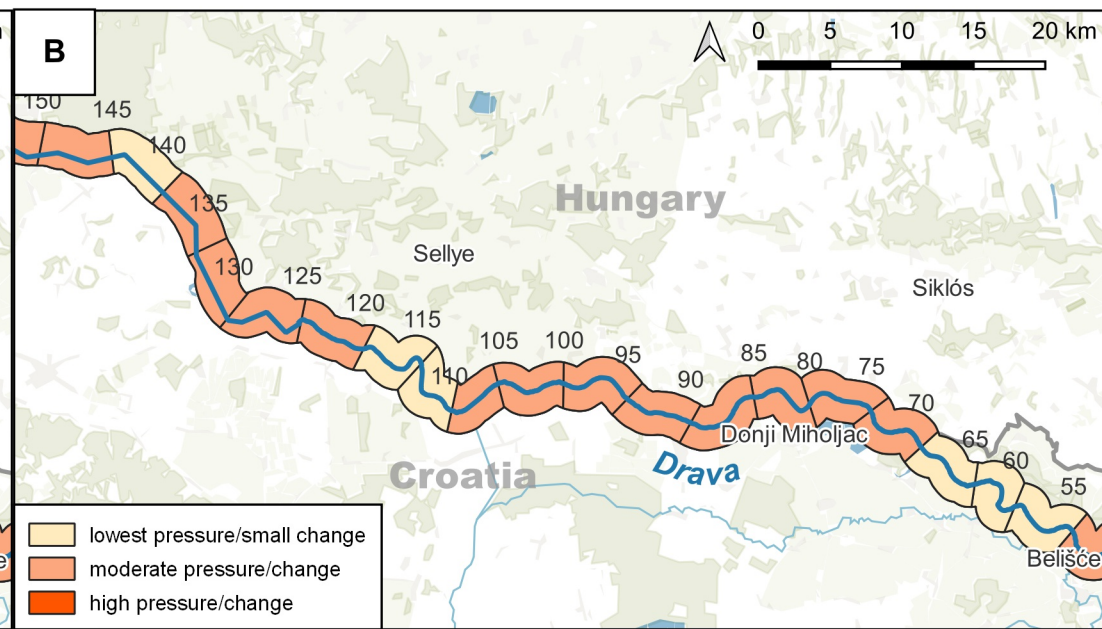 B
0 5 10 15 20 km
150
145
140
135
130
125
120
115
110
105
100
95
90
85
80
75
70
65
60
55
Hungary
Sellye
Siklós
Donji Miholjac
Drava
Croatia
Belišće
lowest pressure/small change
moderate pressure/change
high pressure/change